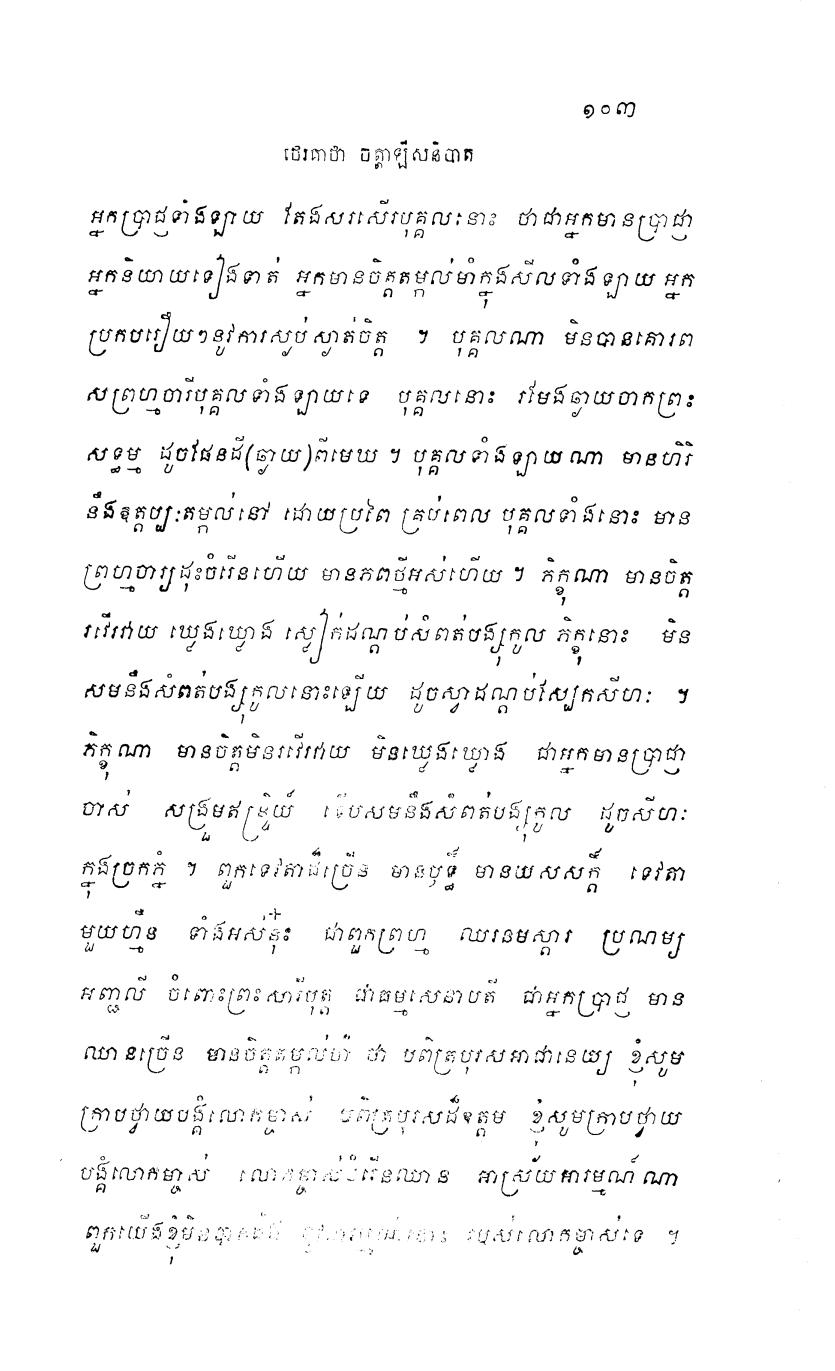 ១០៣
ថេរគាថា ចត្តាឡីសនិបាត
អ្នកប្រាជ្ញទាំងឡាយ តែងសរសើរបុគ្គលនោះ ថាជាអ្នកមានប្រាជ្ញា
អ្នកនិយាយទៀងទាត់ អ្នកមានចិត្តតម្កល់មាំក្នុងសីលទាំងឡាយ អ្នក
ប្រកបរឿយៗនូវការស្ងប់ស្ងាត់ចិត្ត ។ បុគ្គលណា មិនបានគោរព
សព្រហ្មចារីបុគ្គលទាំងឡាយទេ បុគ្គលនោះ រមែងឆ្ងាយចាកព្រះ
សទ្ធម្ម ដូចផែនដី(ឆ្ងាយ)ពីមេឃ ។ បុគ្គលទាំងឡាយណា មានហិរិ
នឹងឱត្តប្បៈតម្កល់នៅ ដោយប្រពៃ គ្រប់ពេល បុគ្គលទាំងនោះ មាន
ព្រហ្មចារ្យដុះចំរើនហើយ មានភពថ្មីអស់ហើយ ។ ភិក្ខុណា មានចិត្ត
រវើរវាយ ឃ្មេងឃ្មោង ស្លៀកដណ្តប់សំពត់បង្សុកូល ភិក្ខុនោះ មិន
សមនឹងសំពត់បង្សុកូលនោះឡើយ ដូចស្វាដណ្តប់ស្បែកសីហៈ ។
ភិក្ខុណា មានចិត្តមិនរវើរវាយ មិនឃ្មេងឃ្មោង ជាអ្នកមានប្រាជ្ញា
ចាស់ សង្រួមឥន្ទ្រិយ៍ ទើបសមនឹងសំពត់បង្សុកូល ដូចសីហៈ
ក្នុងច្រកភ្នំ ។ ពួកទេវតាដ៏ច្រើន មានឫទ្ធិ៍ មានយសសក្តិ៍ ទេវតា
មួយហ្មឺន ទាំងអស់នុ៎ះ ជាពួកព្រហ្ម ឈរនមស្ការ ប្រណម្យ
អញ្ជលី ចំពោះព្រះសារីបុត្ត ជាធម្មសេនាបតី ជាអ្នកប្រាជ្ញ មាន
ឈានច្រើន មានចិត្តតម្កល់មាំ ថា បពិត្របុរសអាជានេយ្យ ខ្ញុំសូម
ក្រាបថ្វាយបង្គំលោកម្ចាស់ បពិត្របុរសដ៏ឧត្តម ខ្ញុំសូមក្រាបថ្វាយ
បង្គំលោកម្ចាស់ លោកម្ចាស់ចំរើនឈាន អាស្រ័យអារម្មណ៍ណា
ពួកយើងខ្ញុំមិន របស់លោកម្ចាស់ទេ ។